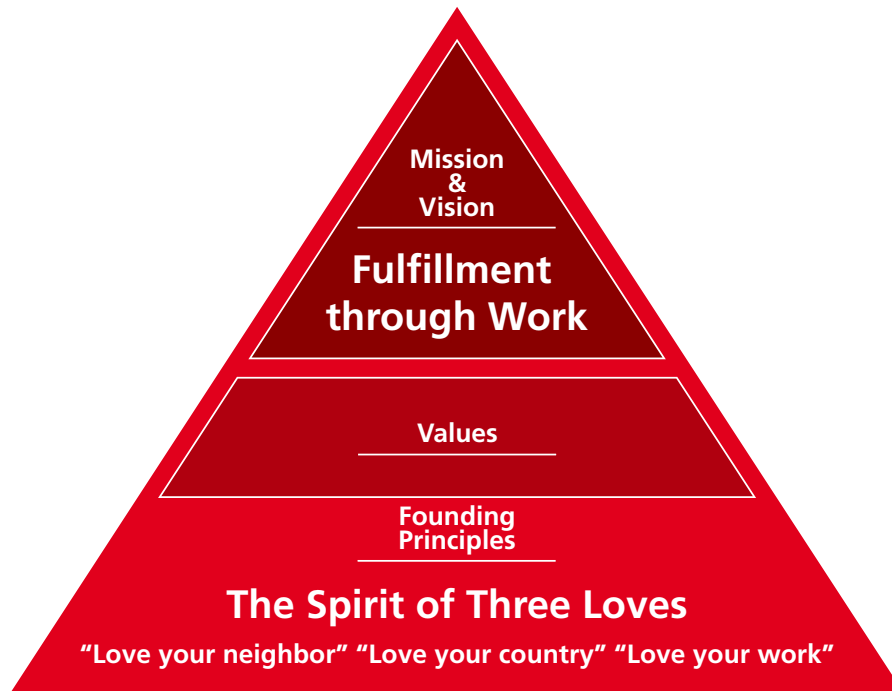 Mission
&
Vision
Fulfillment
through Work
Values
Founding
Principles
The Spirit of Three Loves
“Love your neighbor” “Love your country” “Love your work”